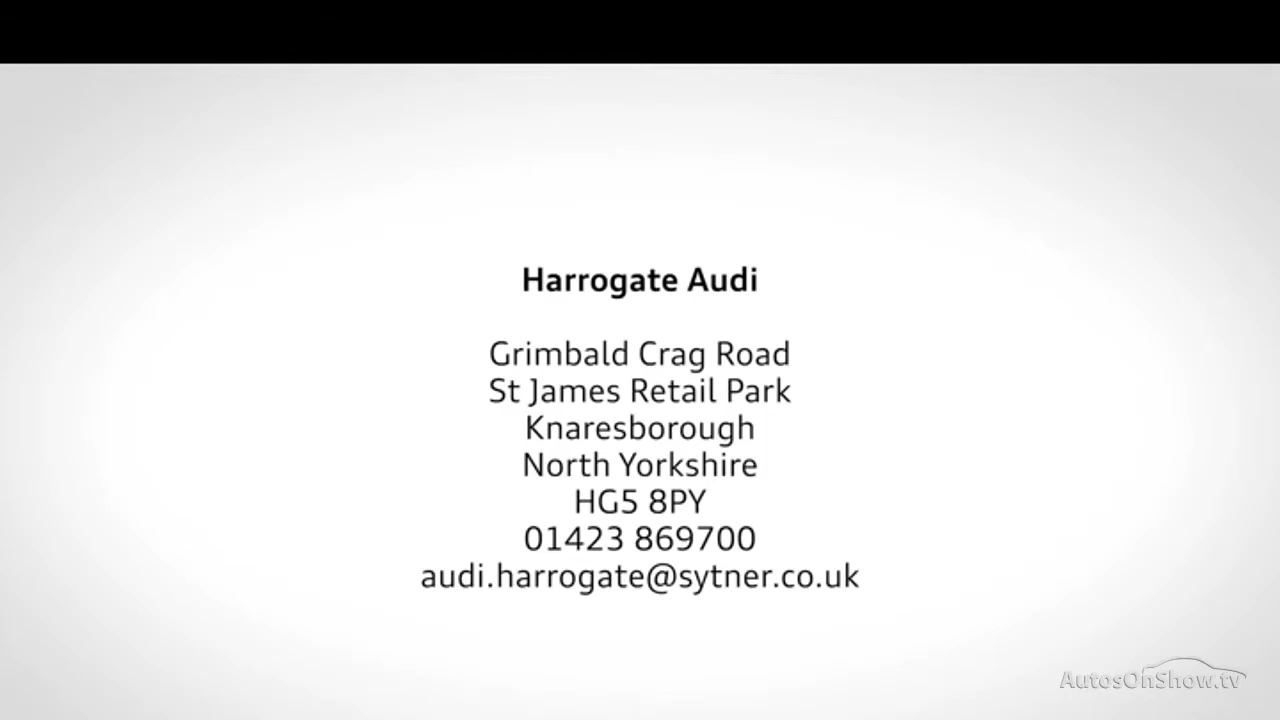 Harrogate Audi
Grimbald Crag Road
St James Retail Park
Knaresborough
North Yorkshire
HG5 8PY
01423 869700
audi.harrogate@sytner.co.uk
AutosOnShow.tv